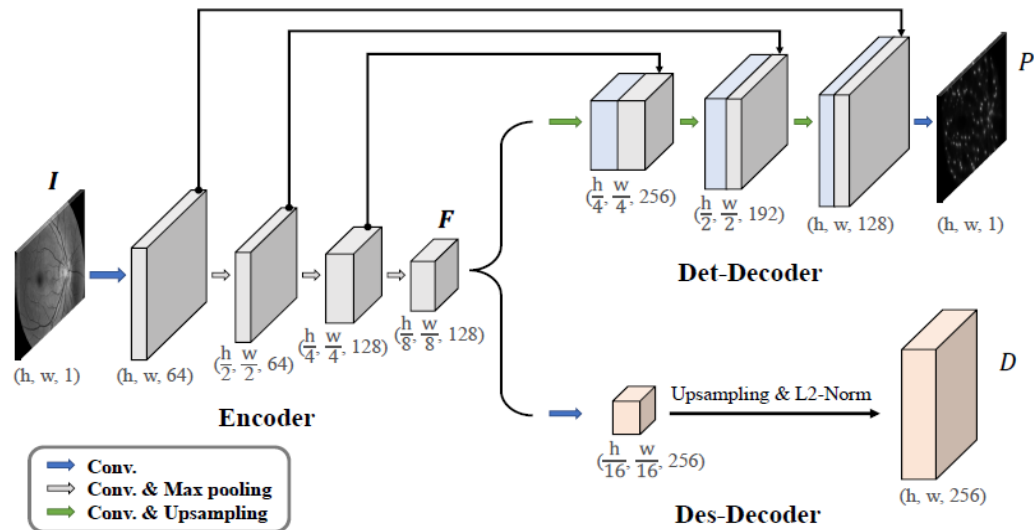 P
I
F
(h/4, w/4, 256)
(h/2, w/2, 192)
(h, w, 128)
(h, w, 1)
Det-Decoder
(h, w, 1)
(h, w, 64)
(h/2, w/2, 64)
(h/4, w/4, 128)
(h/8, w/8, 128)
Encoder
Upsampling & L2-Norm
D
(h/16, w/16, 256)
(h, w, 256)
Des-Decoder
Conv.
Conv. & Max pooling
Conv. & Upsampling